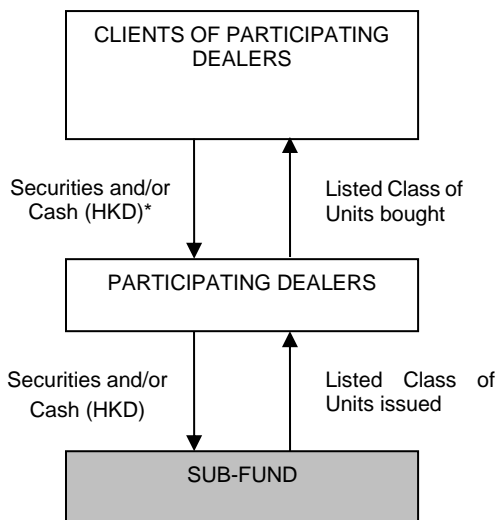 CLIENTS OF PARTICIPATING
DEALERS
Securities and/or
Cash (HKD)*
Listed Class of
Units bought
PARTICIPATING DEALERS
Securities and/or
Cash (HKD)
Listed Class of
Units issued
SUB-FUND